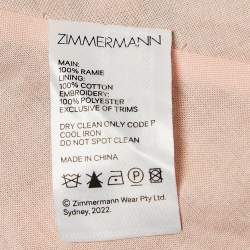 ZIMMERMANN
MAIN:
100% RAMIE
LINING:
100% COTTON
EMBROIDERY:
100% POLYESTER
EXCLUSIVE OF TRIMS
DRY CLEAN ONLY CODE P
COOL IRON
DO NOT SPOT CLEAN
MADE IN CHINA
P
© Zimmermann Wear Pty Ltd.
Sydney, 2022.